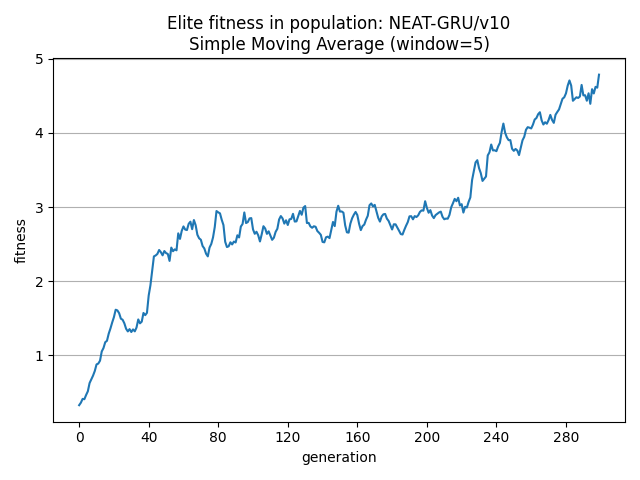 Elite fitness in population: NEAT-GRU/v10
Simple Moving Average (window=5)
fitness
5
4
3
2
1
0 40 80 120 160 200 240 280
generation